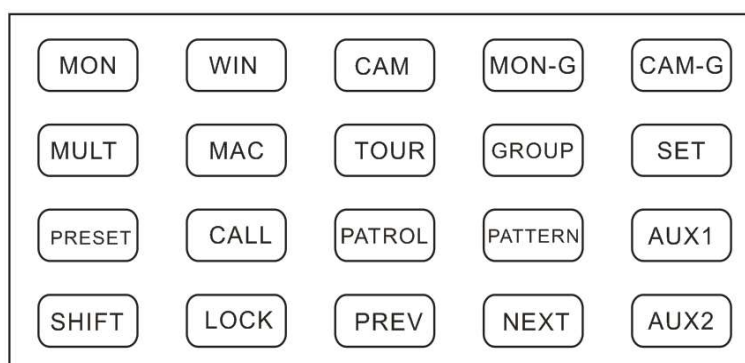 MON WIN CAM MON-G CAM-G
MULT MAC TOUR GROUP SET
PRESET CALL PATROL PATTERN AUX1
SHIFT LOCK PREV NEXT AUX2